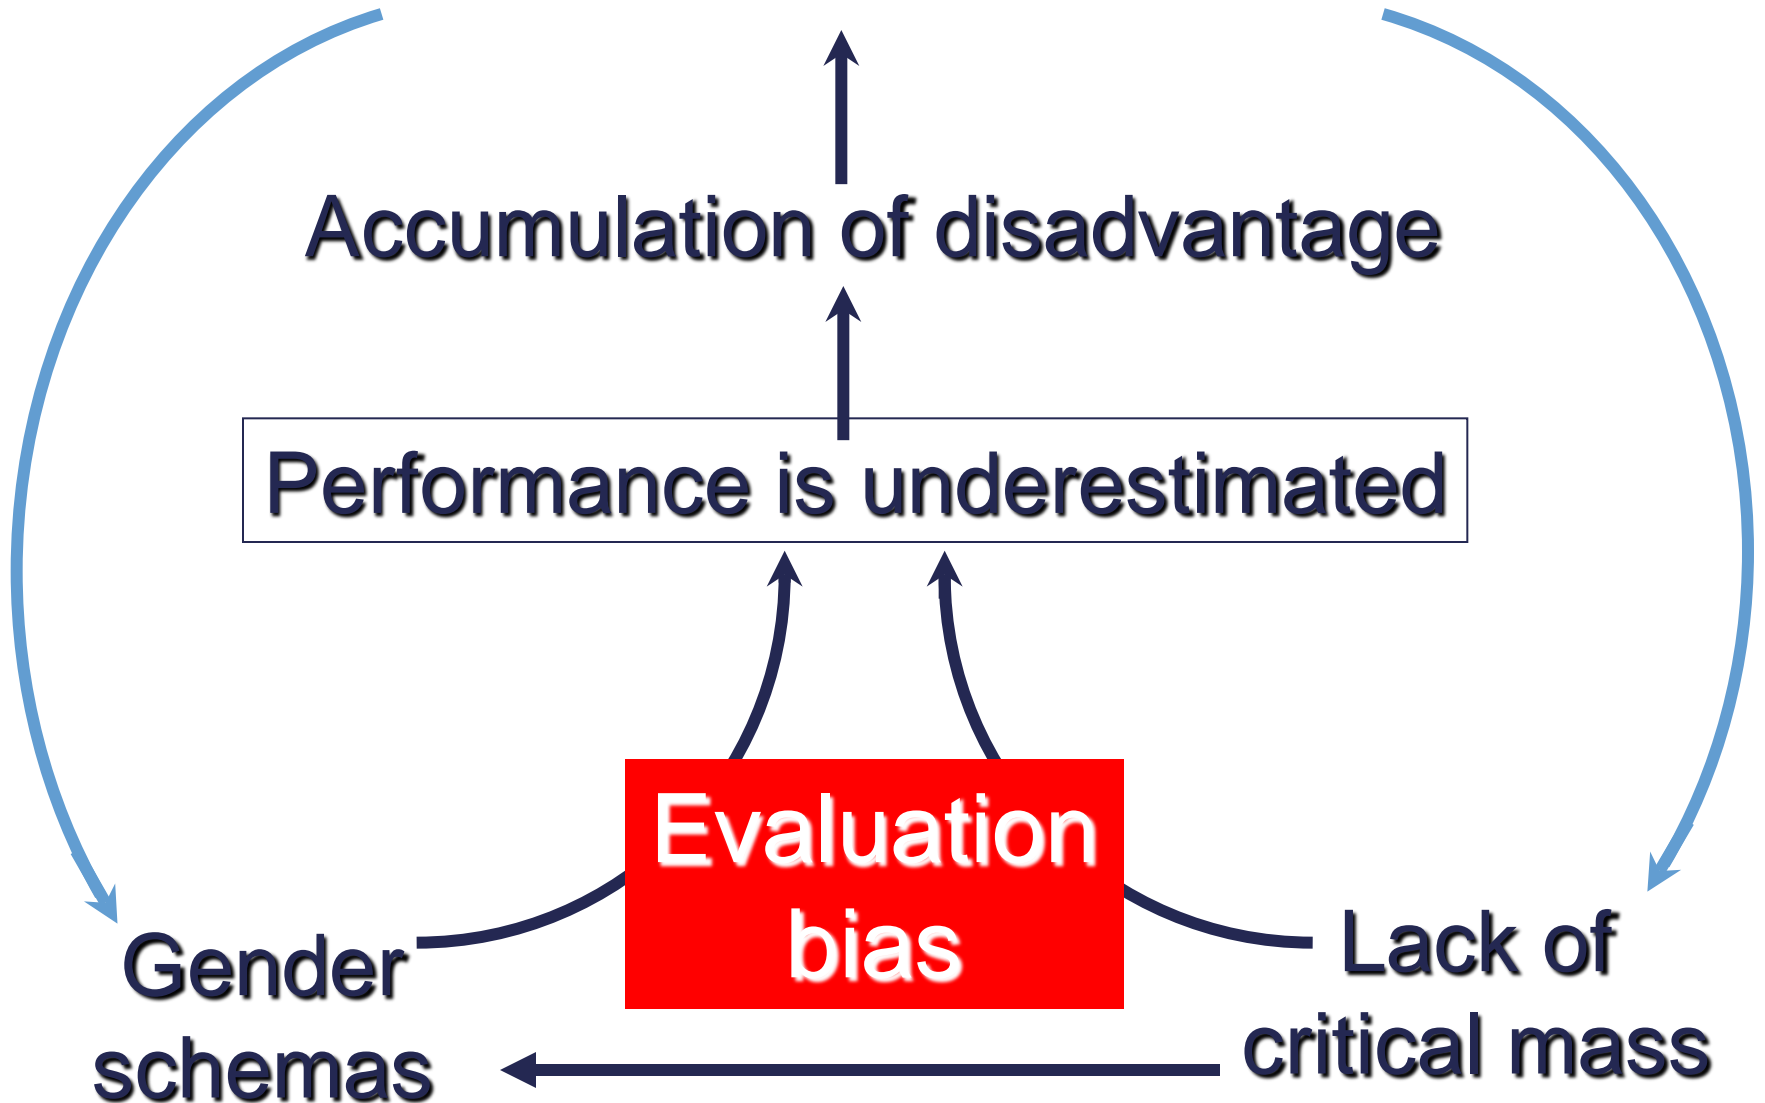 Accumulation of disadvantage
Performance is underestimated
Evaluation
bias
Gender
schemas
Lack of
critical mass